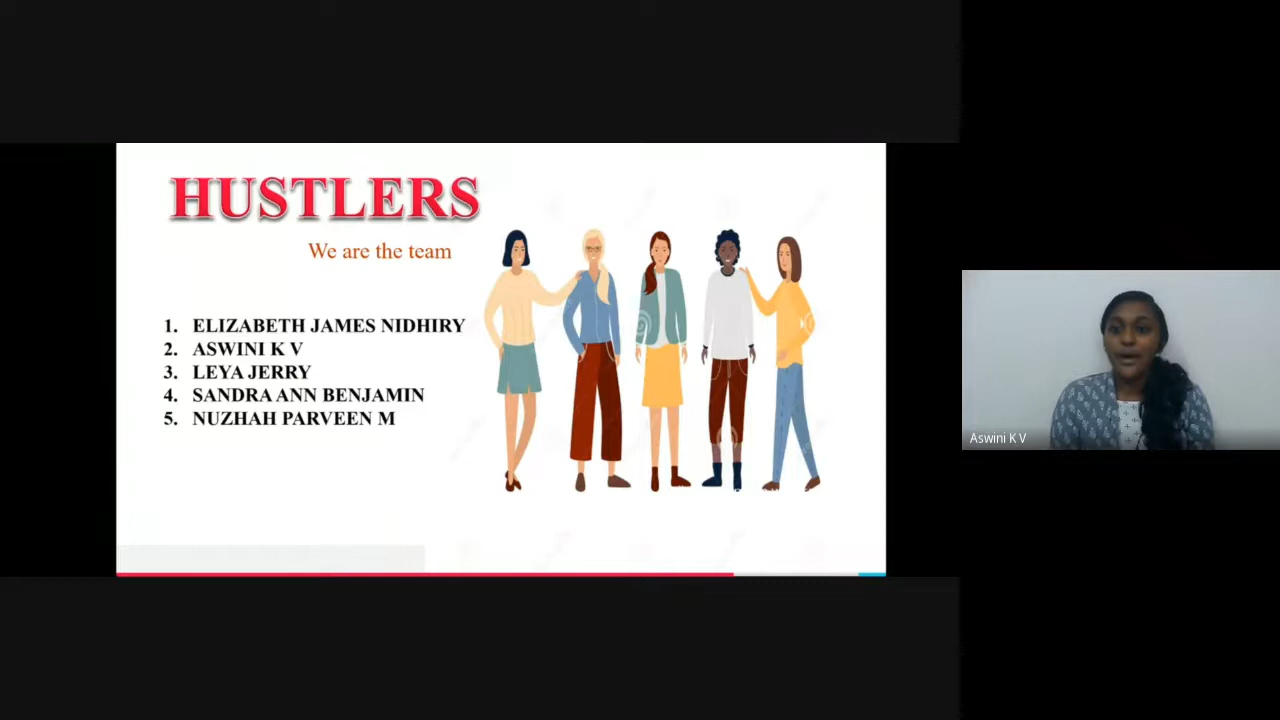 HUSTLERS
We are the team
1. ELIZABETH JAMES NIDHIRY
2. ASWINI K V
3. LEYA JERRY
4. SANDRA ANN BENJAMIN
5. NUZHAH PARVEEN M
Aswini K V